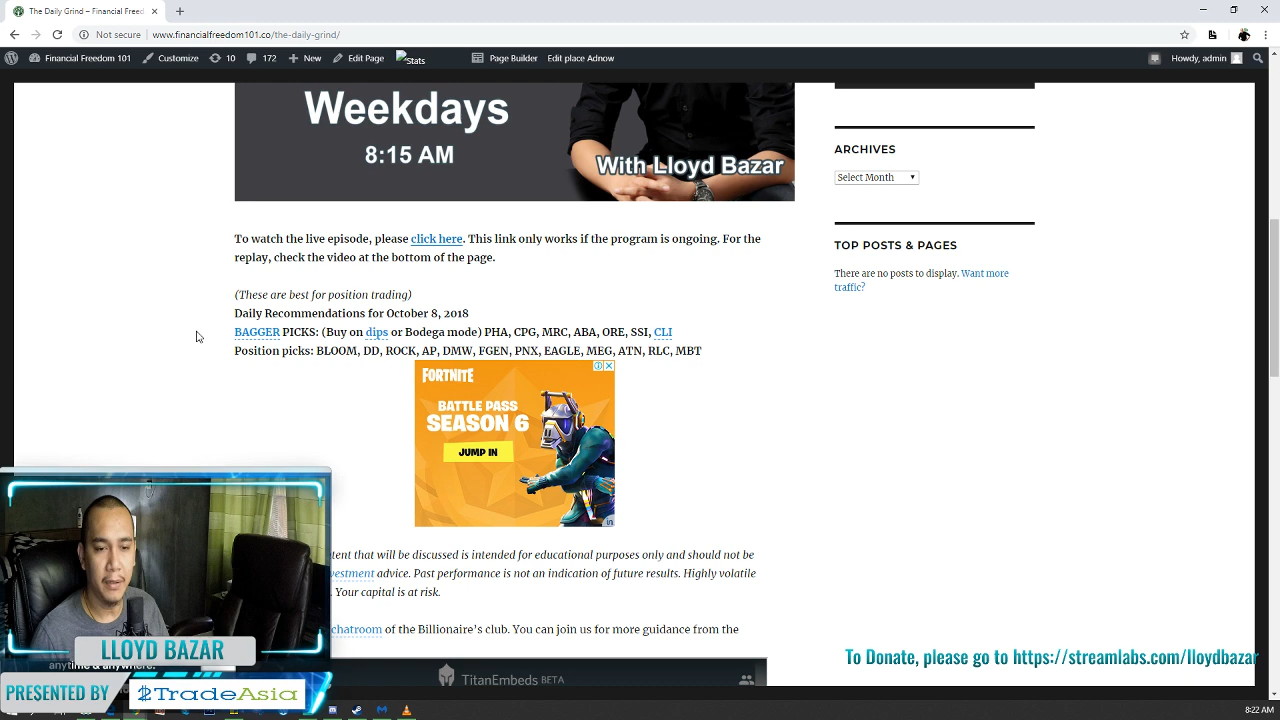 The Daily Grind – Financial Freed
Not secure
www.financialfreedom101.co/the-daily-grind/
Financial Freedom 101
Customize
10
172
New
Edit Page
Stats
Page Builder
Edit place Adnow
Howdy, admin
Weekdays
8:15 AM
With Lloyd Bazar
ARCHIVES
Select Month
TOP POSTS & PAGES
There are no posts to display. Want more
traffic?
To watch the live episode, please click here. This link only works if the program is ongoing. For the
replay, check the video at the bottom of the page.
(These are best for position trading)
Daily Recommendations for October 8, 2018
BAGGER PICKS: (Buy on dips or Bodega mode) PHA, CPG, MRC, ABA, ORE, SSI, CLI
Position picks: BLOOM, DD, ROCK, AP, DMW, FGEN, PNX, EAGLE, MEG, ATN, RLC, MBT
FORTNITE
BATTLE PASS
SEASON 6
JUMP IN
tent that will be discussed is intended for educational purposes only and should not be
vestment advice. Past performance is not an indication of future results. Highly volatile
. Your capital is at risk.
chatroom of the Billionaire's club. You can join us for more guidance from the
TitanEmbeds BETA
LLOYD BAZAR
anytime & anywhere.
PRESENTED BY
TradeAsia
To Donate, please go to https://streamlabs.com/lloydbazar
8:22 AM